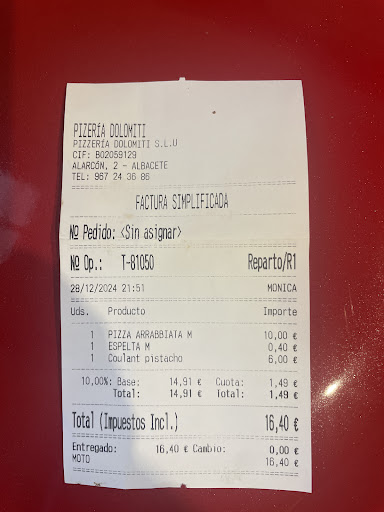 PIZERÍA DOLOMITI
PIZZERÍA DOLOMITI S.L.U
CIF: B02059129
ALARCÓN, 2 - ALBACETE
TEL: 967 24 36 86
FACTURA SIMPLIFICADA
Nº Pedido: <Sin asignar>
Nº Op.: T-81050 Reparto/R1
28/12/2024 21:51 MONICA
Uds. Producto Importe
1 PIZZA ARRABBIATA M 10,00 €
1 ESPELTA M 0,40 €
1 Coulant pistacho 6,00 €
10,00%: Base: 14,91 € Cuota: 1,49 €
Total: 14,91 € Total: 1,49 €
Total (Impuestos Incl.) 16,40 €
Entregado: 16,40 € Cambio: 0,00 €
MOTO 16,40 €